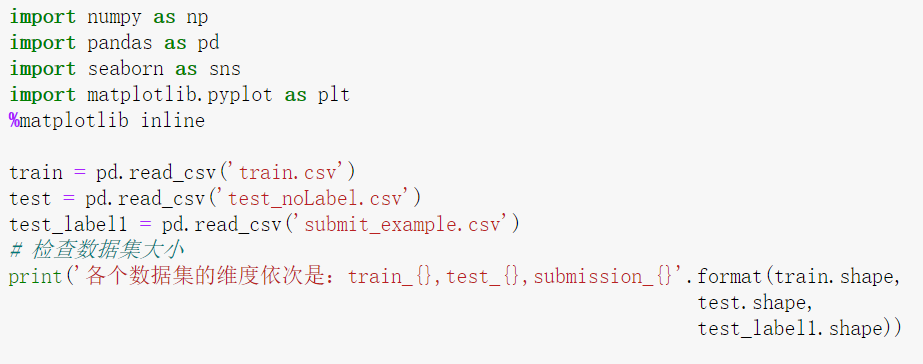 import numpy as np
import pandas as pd
import seaborn as sns
import matplotlib.pyplot as plt
%matplotlib inline
train = pd.read_csv('train.csv')
test = pd.read_csv('test_noLabel.csv')
test_label1 = pd.read_csv('submit_example.csv')
# 检查数据集大小
print('各个数据集的维度依次是：train_{},test_{},submission_{}'.format(train.shape,
test.shape,
test_label1.shape))